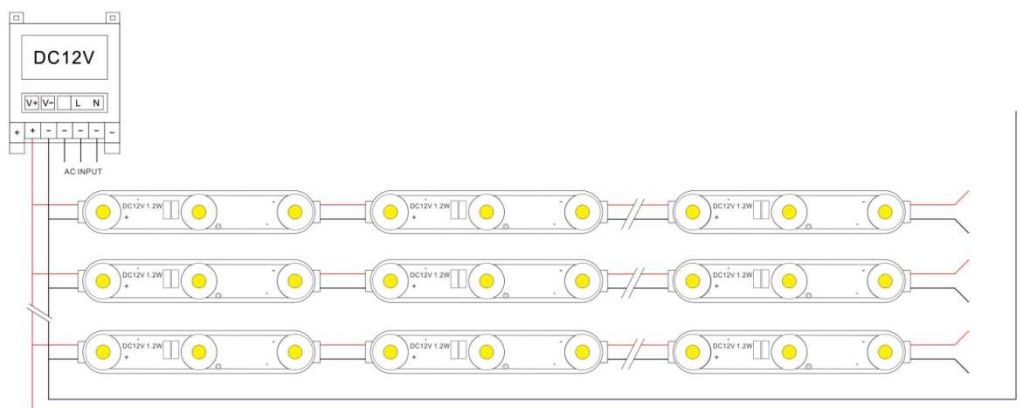 DC12V
V+ V− L N
+ + − − − − −
AC INPUT
DC12V 1.2W DC12V 1.2W DC12V 1.2W
DC12V 1.2W DC12V 1.2W DC12V 1.2W
DC12V 1.2W DC12V 1.2W DC12V 1.2W